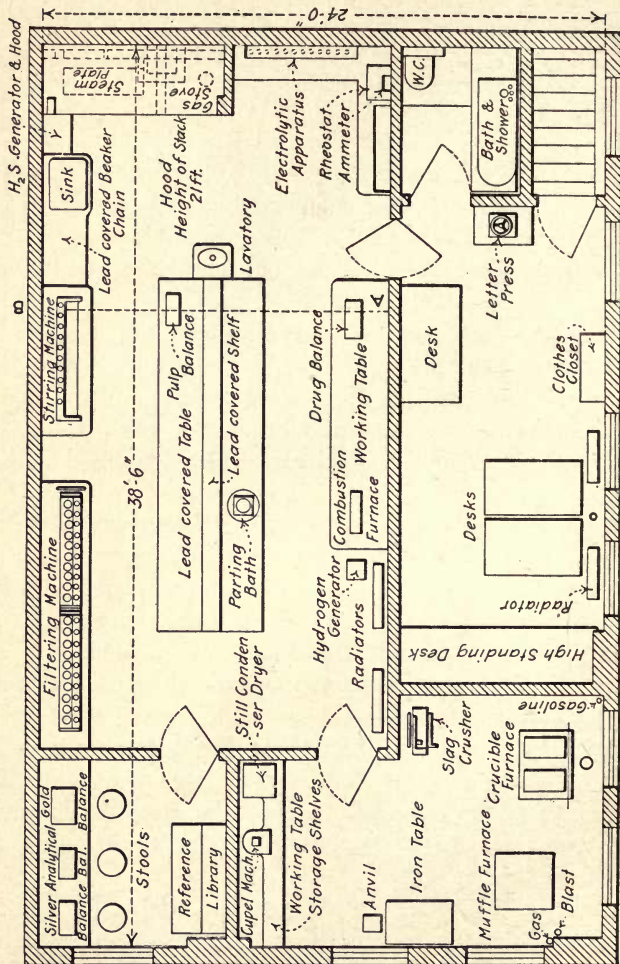 H₂S. Generator & Hood
24'-0"
Steam
Plate
Gas
Stove
Sink
Lead covered Beaker
Chain
Hood
Height of Stack
21 ft.
Electrolytic
Apparatus
Rheostat
Ammeter
W.C.
Bath &
Shower
B
Stirring Machine
Lavatory
Letter
Press
A
Pulp
Balance
Lead covered Table
Lead covered Shelf
Drug Balance
Desk
Clothes
Closet
38'-6"
Filtering Machine
Parting
Bath
Combustion
Furnace
Working Table
Desks
Hydrogen
Generator
Radiators
Radiator
High Standing Desk
Still Conden
-ser Dryer
Slag
Crusher
Gasoline
Silver
Balance
Analytical
Bal.
Gold
Balance
Stools
Reference
Library
Cupel Mach.
Working Table
Storage Shelves
Anvil
Iron Table
Muffle Furnace
Crucible
Furnace
Gas
Blast